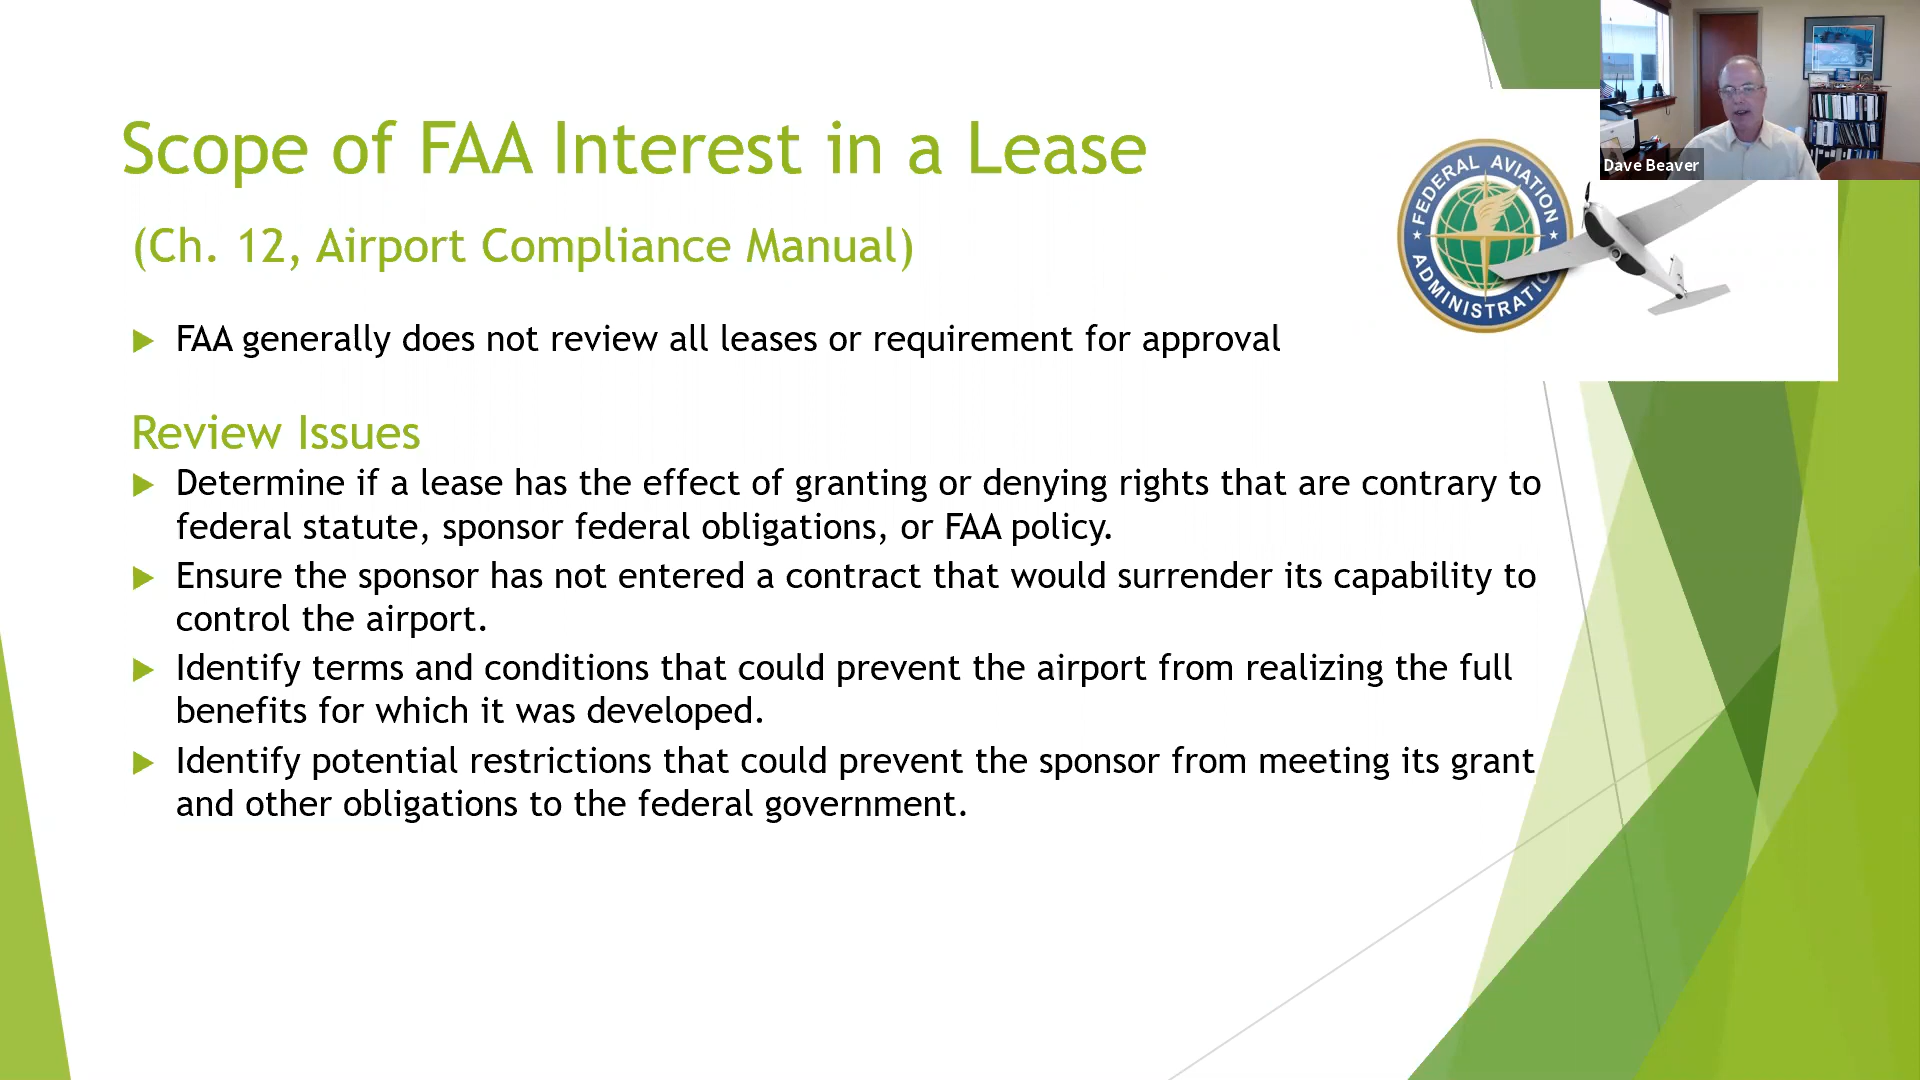 Scope of FAA Interest in a Lease
(Ch. 12, Airport Compliance Manual)
FAA generally does not review all leases or requirement for approval
Review Issues
Determine if a lease has the effect of granting or denying rights that are contrary to
federal statute, sponsor federal obligations, or FAA policy.
Ensure the sponsor has not entered a contract that would surrender its capability to
control the airport.
Identify terms and conditions that could prevent the airport from realizing the full
benefits for which it was developed.
Identify potential restrictions that could prevent the sponsor from meeting its grant
and other obligations to the federal government.
FEDERAL AVIATION
ADMINISTRATIO
Dave Beaver